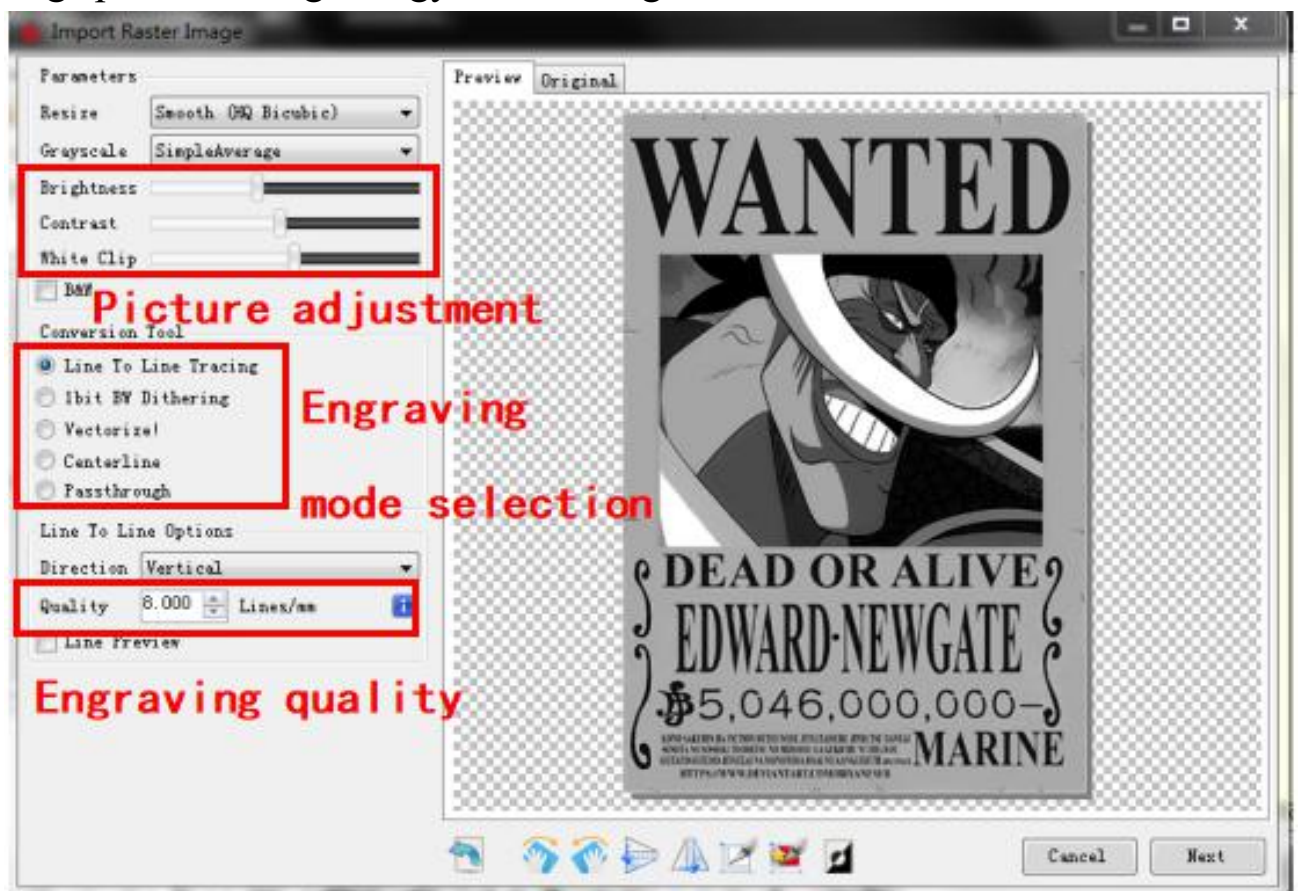 Import Raster Image
Parameters
Preview Original
Resize Smooth (HQ Bicubic)
Grayscale SimpleAverage
Brightness
Contrast
White Clip
B&W
Picture adjustment
Conversion Tool
Line To Line Tracing
1bit BW Dithering
Vectorize!
Centerline
Passthrough
Engraving
mode selection
Line To Line Options
Direction Vertical
Quality 8.000 Lines/mm
Line Preview
Engraving quality
WANTED
DEAD OR ALIVE
EDWARD·NEWGATE
5,046,000,000-
MARINE
Cancel Next